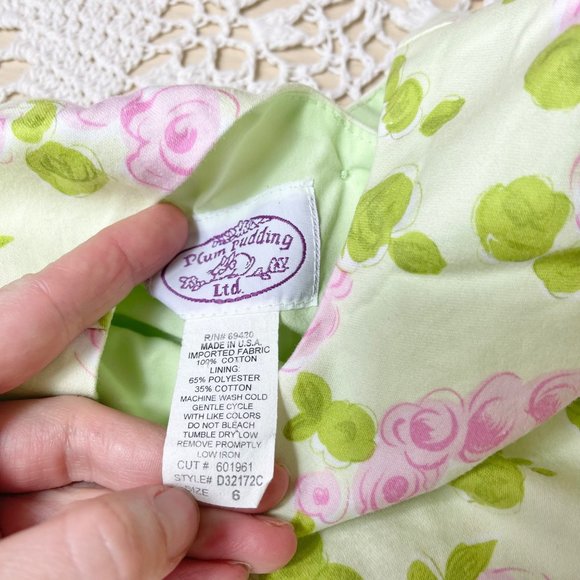 Plum Pudding
Ltd.
R/N# 69420
MADE IN U.S.A.
IMPORTED FABRIC
100% COTTON
LINING:
65% POLYESTER
35% COTTON
MACHINE WASH COLD
GENTLE CYCLE
WITH LIKE COLORS
DO NOT BLEACH
TUMBLE DRY LOW
REMOVE PROMPTLY
LOW IRON
CUT # 601961
STYLE# D32172C
SIZE 6